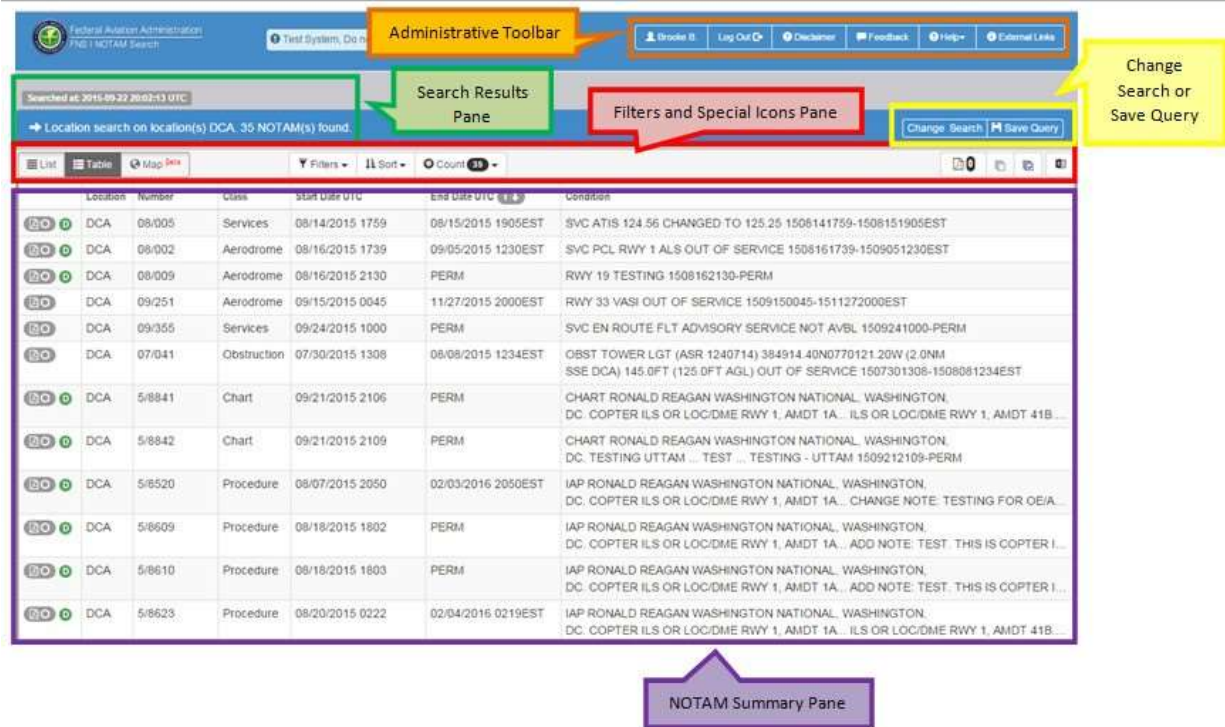 Federal Aviation Administration
FNS | NOTAM Search
Test System, Do n
Administrative Toolbar
Brooke B. Log Out Disclaimer Feedback Help External Links
Change
Search or
Save Query
Searched at: 2015-09-22 20:02:13 UTC
Search Results
Pane
Filters and Special Icons Pane
Location search on location(s) DCA. 35 NOTAM(s) found.
Change Search Save Query
List Table Map Beta Filters Sort Count 35 0
Location Number Class Start Date UTC End Date UTC Condition
D DCA 08/005 Services 08/14/2015 1759 08/15/2015 1905EST SVC ATIS 124.56 CHANGED TO 125.25 1508141759-1508151905EST
D DCA 08/002 Aerodrome 08/16/2015 1739 09/05/2015 1230EST SVC PCL RWY 1 ALS OUT OF SERVICE 1508161739-1509051230EST
D DCA 08/009 Aerodrome 08/16/2015 2130 PERM RWY 19 TESTING 1508162130-PERM
DCA 09/251 Aerodrome 09/15/2015 0045 11/27/2015 2000EST RWY 33 VASI OUT OF SERVICE 1509150045-1511272000EST
DCA 09/355 Services 09/24/2015 1000 PERM SVC EN ROUTE FLT ADVISORY SERVICE NOT AVBL 1509241000-PERM
DCA 07/041 Obstruction 07/30/2015 1308 08/08/2015 1234EST OBST TOWER LGT (ASR 1240714) 384914.40N0770121.20W (2.0NM
SSE DCA) 145.0FT (125.0FT AGL) OUT OF SERVICE 1507301308-1508081234EST
D DCA 5/8841 Chart 09/21/2015 2106 PERM CHART RONALD REAGAN WASHINGTON NATIONAL, WASHINGTON,
DC. COPTER ILS OR LOC/DME RWY 1, AMDT 1A... ILS OR LOC/DME RWY 1, AMDT 41B....
D DCA 5/8842 Chart 09/21/2015 2109 PERM CHART RONALD REAGAN WASHINGTON NATIONAL, WASHINGTON,
DC. TESTING UTTAM ... TEST ... TESTING - UTTAM 1509212109-PERM
D DCA 5/8520 Procedure 08/07/2015 2050 02/03/2016 2050EST IAP RONALD REAGAN WASHINGTON NATIONAL, WASHINGTON,
DC. COPTER ILS OR LOC/DME RWY 1, AMDT 1A... CHANGE NOTE: TESTING FOR OE/A...
D DCA 5/8609 Procedure 08/18/2015 1802 PERM IAP RONALD REAGAN WASHINGTON NATIONAL, WASHINGTON,
DC. COPTER ILS OR LOC/DME RWY 1, AMDT 1A... ADD NOTE: TEST. THIS IS COPTER I...
D DCA 5/8610 Procedure 08/18/2015 1803 PERM IAP RONALD REAGAN WASHINGTON NATIONAL, WASHINGTON,
DC. COPTER ILS OR LOC/DME RWY 1, AMDT 1A... ADD NOTE: TEST. THIS IS COPTER I...
D DCA 5/8623 Procedure 08/20/2015 0222 02/04/2016 0219EST IAP RONALD REAGAN WASHINGTON NATIONAL, WASHINGTON,
DC. COPTER ILS OR LOC/DME RWY 1, AMDT 1A... ILS OR LOC/DME RWY 1, AMDT 41B....
NOTAM Summary Pane